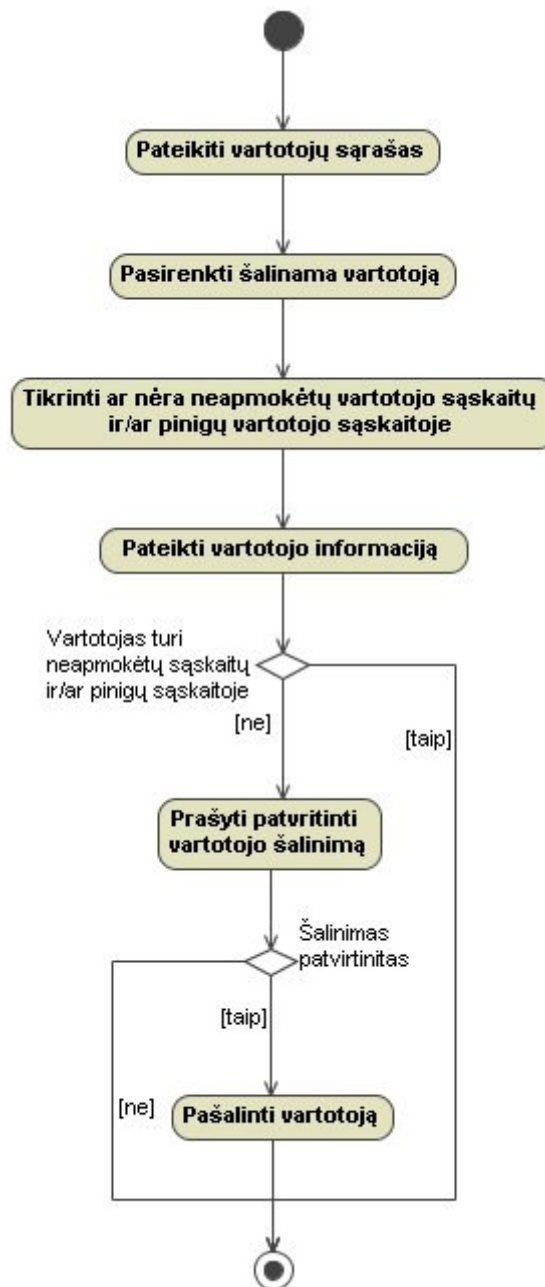 Pateikiti vartotojų sąrašas
Pasirenkti šalinama vartotoją
Tikrinti ar nėra neapmokėtų vartotojo sąskaitų
ir/ar pinigų vartotojo sąskaitoje
Pateikti vartotojo informaciją
Vartotojas turi
neapmokėtų sąskaitų
ir/ar pinigų sąskaitoje
[ne]
[taip]
Prašyti patvritinti
vartotojo šalinimą
Šalinimas
patvirtinitas
[taip]
[ne]
Pašalinti vartotoją